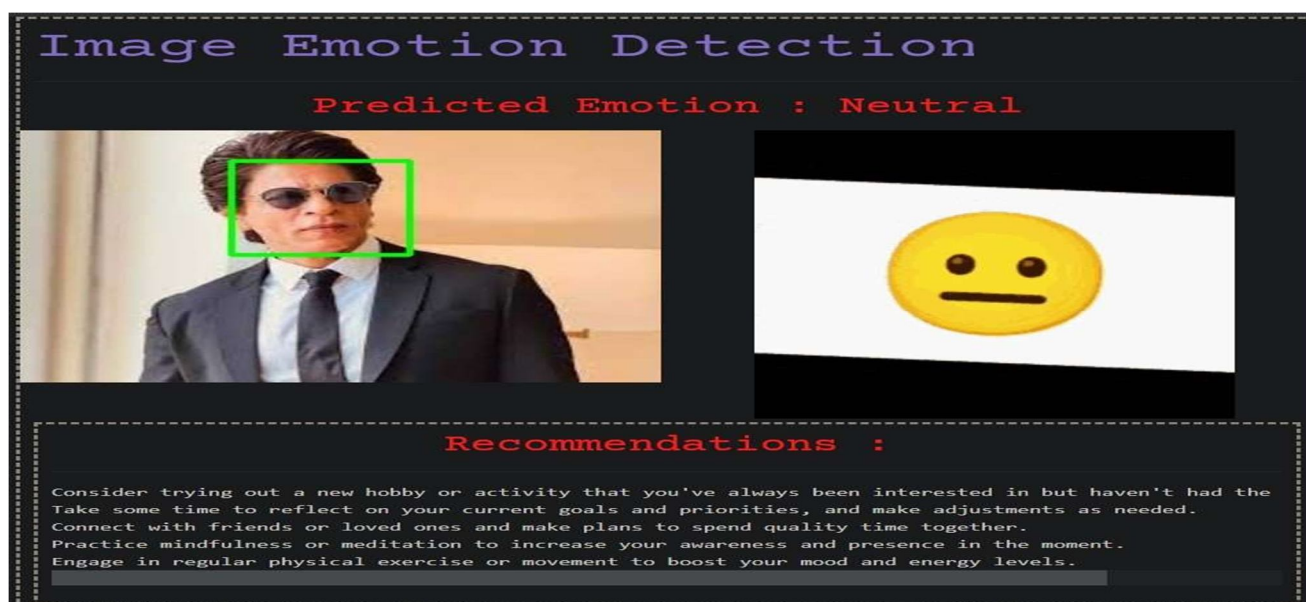 Image Emotion Detection
Predicted Emotion : Neutral
Recommendations :
Consider trying out a new hobby or activity that you've always been interested in but haven't had the
Take some time to reflect on your current goals and priorities, and make adjustments as needed.
Connect with friends or loved ones and make plans to spend quality time together.
Practice mindfulness or meditation to increase your awareness and presence in the moment.
Engage in regular physical exercise or movement to boost your mood and energy levels.